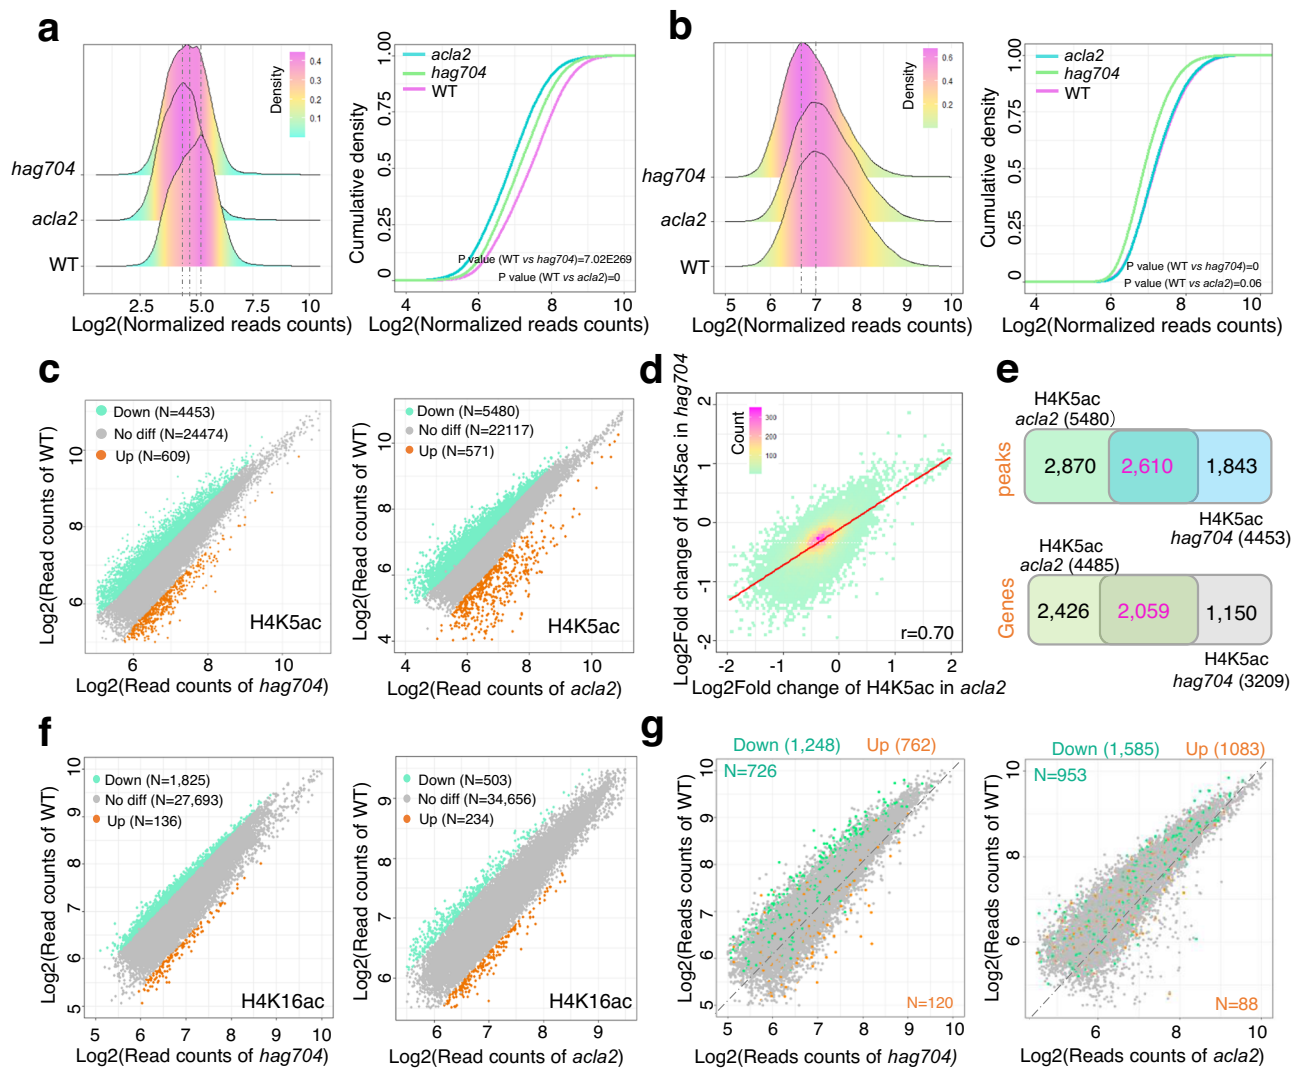 a
hag704
acla2
WT
Density
0.4
0.3
0.2
0.1
2.5
5.0
7.5
10
Log2(Normalized reads counts)
Cumulative density
1.00
0.75
0.5
0.25
0
acla2
hag704
WT
P value (WT vs hag704)=7.02E269
P value (WT vs acla2)=0
4
6
8
10
Log2(Normalized reads counts)
b
hag704
acla2
WT
Density
0.6
0.4
0.2
5
6
7
8
9.0
10
Log2(Normalized reads counts)
Cumulative density
1.00
0.75
0.5
0.25
0
acla2
hag704
WT
P value (WT vs hag704)=0
P value (WT vs acla2)=0.06
4
6
8
10
Log2(Normalized reads counts)
c
Log2(Read counts of WT)
10
8
6
Down (N=4453)
No diff (N=24474)
Up (N=609)
H4K5ac
6
8
10
Log2(Read counts of hag704)
Log2(Read counts of WT)
10
8
6
4
Down (N=5480)
No diff (N=22117)
Up (N=571)
H4K5ac
4
6
8
10
Log2(Read counts of acla2)
d
Log2Fold change of H4K5ac in hag704
2
1
0
-1
-2
Count
300
200
100
r=0.70
-2
-1
0
1
2
Log2Fold change of H4K5ac in acla2
e
H4K5ac
acla2 (5480)
peaks
2,870
2,610
1,843
H4K5ac
hag704 (4453)
H4K5ac
acla2 (4485)
Genes
2,426
2,059
1,150
H4K5ac
hag704 (3209)
f
Log2(Read counts of WT)
10
9
8
7
6
5
Down (N=1,825)
No diff (N=27,693)
Up (N=136)
H4K16ac
5
6
7
8
9
10
Log2(Read counts of hag704)
Log2(Read counts of WT)
9
8
7
6
Down (N=503)
No diff (N=34,656)
Up (N=234)
H4K16ac
6
7
8
9
Log2(Read counts of acla2)
g
Down (1,248)
Up (762)
N=726
N=120
Log2(Reads counts of WT)
10
9
8
7
6
5
5
6
7
8
9
10
Log2(Reads counts of hag704)
Down (1,585)
Up (1083)
N=953
N=88
Log2(Reads counts of WT)
10
8
6
6
8
10
Log2(Reads counts of acla2)